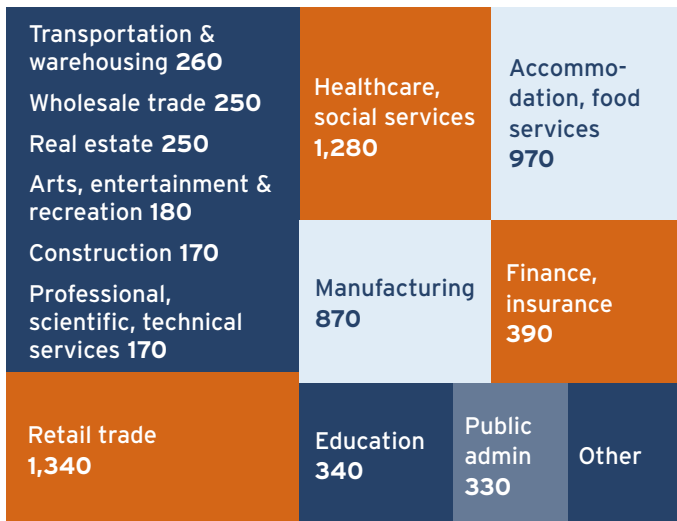 Transportation &
warehousing 260
Wholesale trade 250
Real estate 250
Arts, entertainment &
recreation 180
Construction 170
Professional,
scientific, technical
services 170
Retail trade
1,340
Healthcare,
social services
1,280
Accommo-
dation, food
services
970
Manufacturing
870
Finance,
insurance
390
Education
340
Public
admin
330
Other